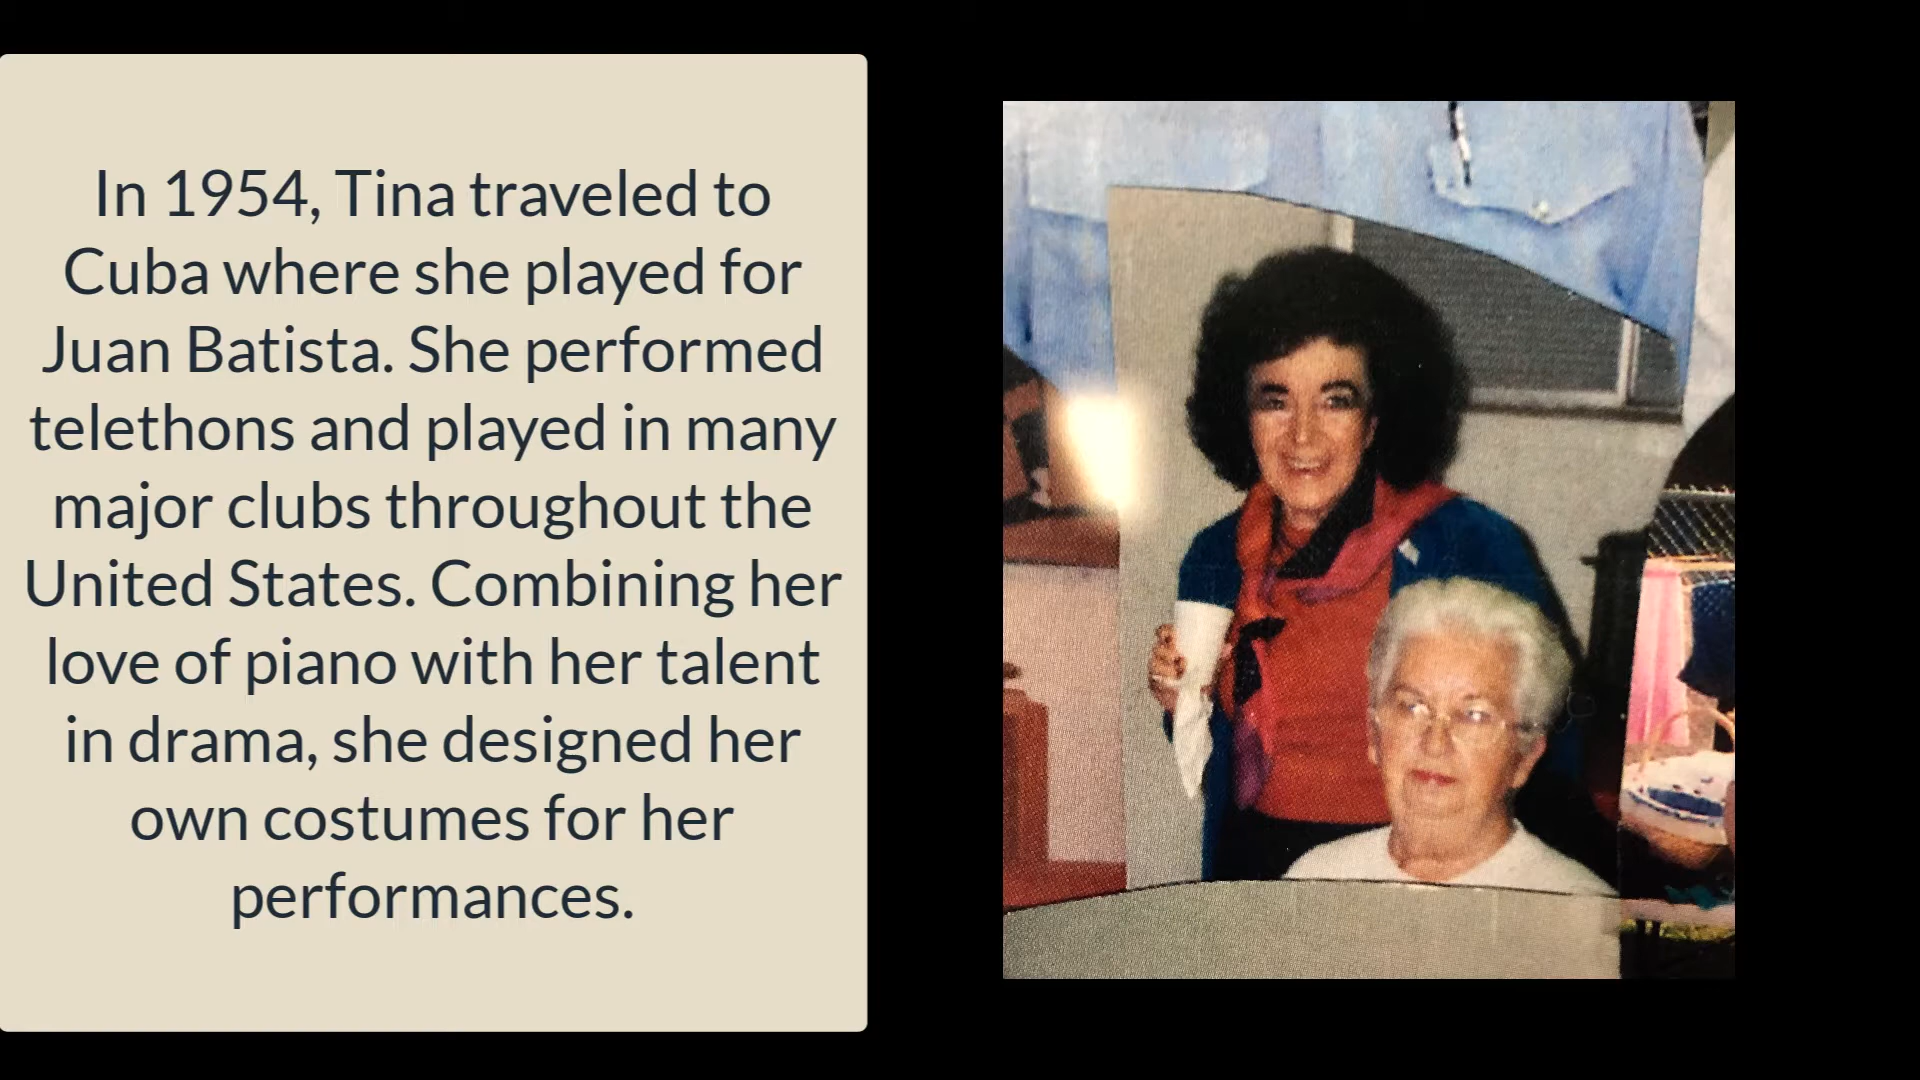 In 1954, Tina traveled to
Cuba where she played for
Juan Batista. She performed
telethons and played in many
major clubs throughout the
United States. Combining her
love of piano with her talent
in drama, she designed her
own costumes for her
performances.